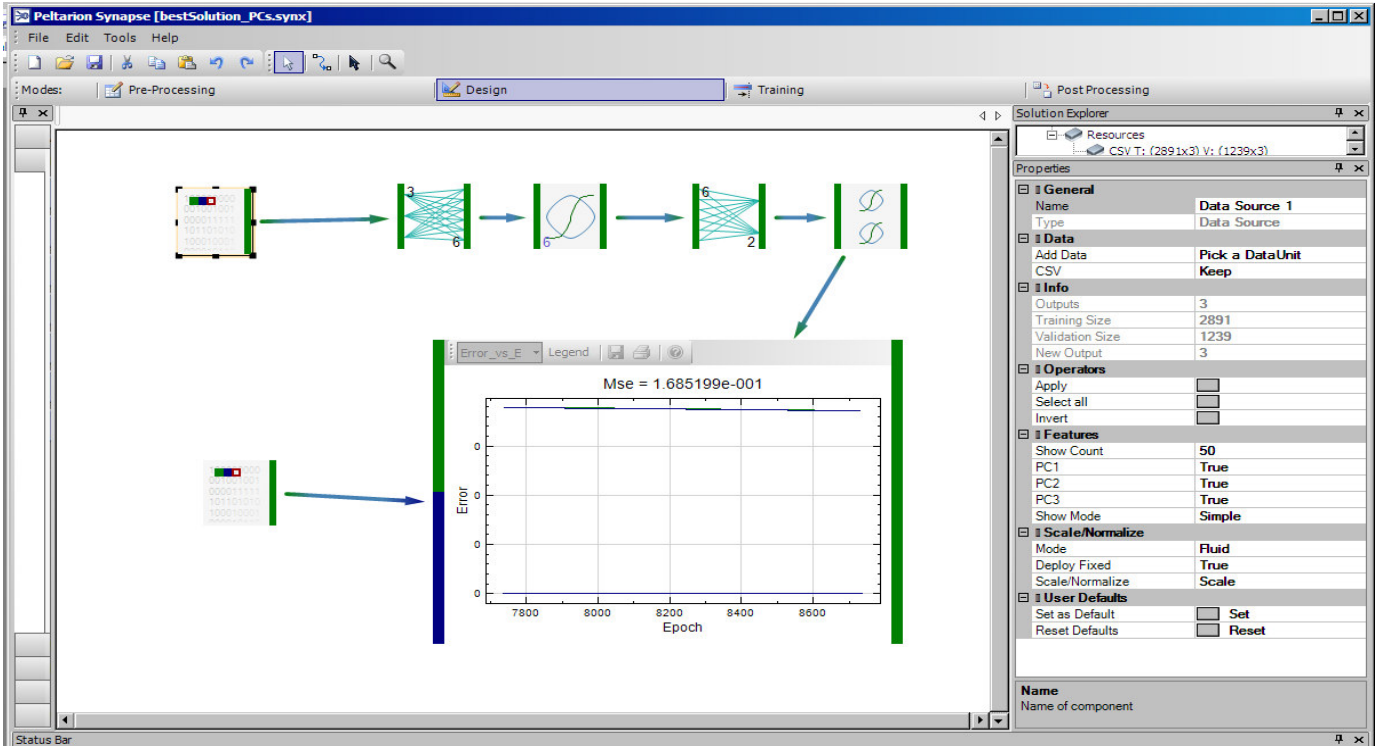 Peltarion Synapse [bestSolution_PCs.synx]
File Edit Tools Help
Modes: Pre-Processing Design Training Post Processing
Solution Explorer
Resources
CSV T: (2891x3) V: (1239x3)
Properties
General
Name Data Source 1
Type Data Source
Data
Add Data Pick a DataUnit
CSV Keep
Info
Outputs 3
Training Size 2891
Validation Size 1239
New Output 3
Operators
Apply
Select all
Invert
Features
Show Count 50
PC1 True
PC2 True
PC3 True
Show Mode Simple
Scale/Normalize
Mode Fluid
Deploy Fixed True
Scale/Normalize Scale
User Defaults
Set as Default Set
Reset Defaults Reset
Name
Name of component
3
6
6
6
2
Error_vs_E Legend
Mse = 1.685199e-001
Error
0
0
0
0
7800 8000 8200 8400 8600
Epoch
Status Bar